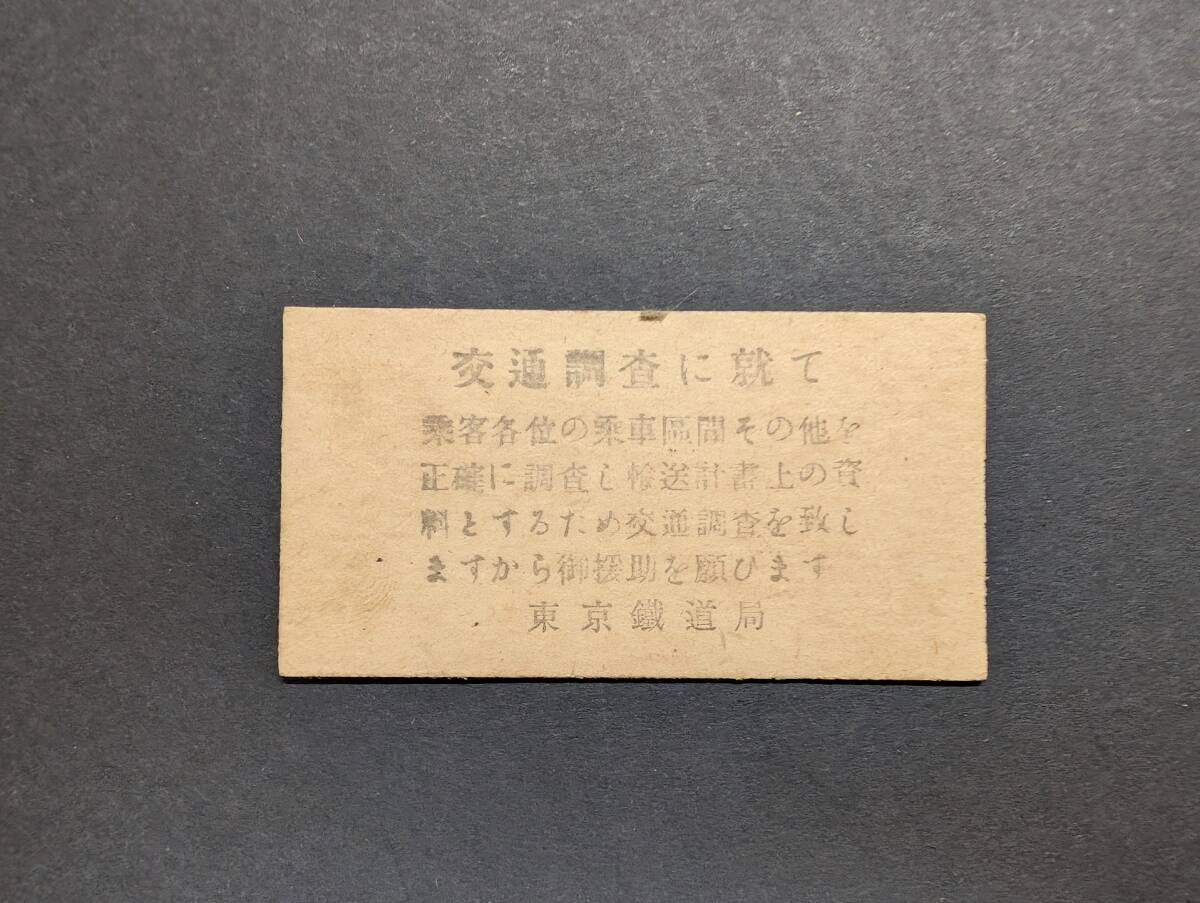 交通調査に就て
乗客各位の乗車區間その他を
正確に調査し輸送計畫上の資
料とするため交通調査を致し
ますから御援助を願ひます
東京鐵道局